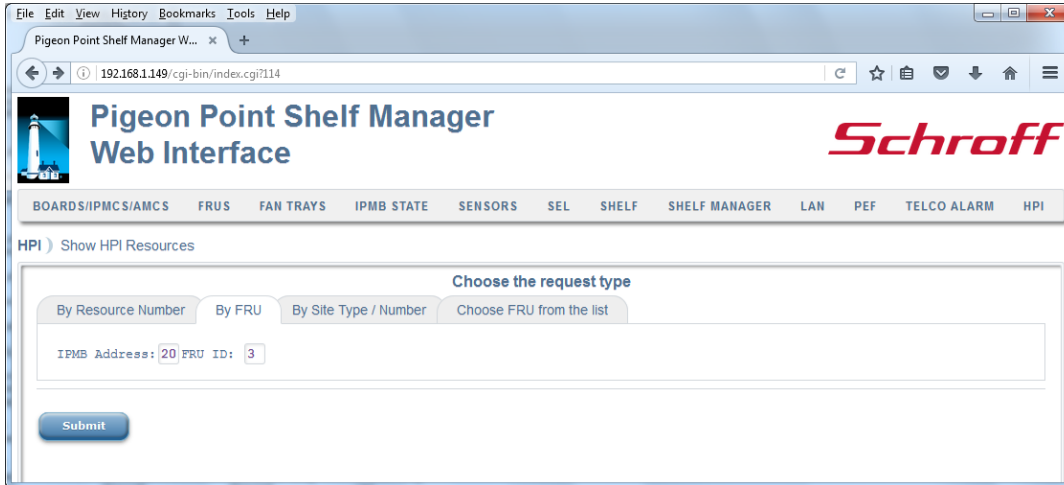 File Edit View History Bookmarks Tools Help
Pigeon Point Shelf Manager W... × +
192.168.1.149/cgi-bin/index.cgi?114
Pigeon Point Shelf Manager
Web Interface
Schroff
BOARDS/IPMCS/AMCS FRUS FAN TRAYS IPMB STATE SENSORS SEL SHELF SHELF MANAGER LAN PEF TELCO ALARM HPI
HPI ) Show HPI Resources
Choose the request type
By Resource Number By FRU By Site Type / Number Choose FRU from the list
IPMB Address: 20 FRU ID: 3
Submit